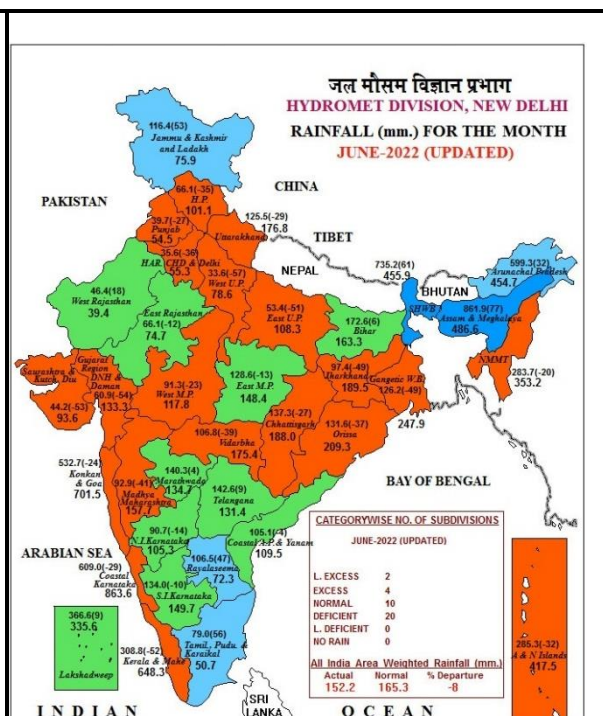 जल मौसम विज्ञान प्रभाग
HYDROMET DIVISION, NEW DELHI
RAINFALL (mm.) FOR THE MONTH
JUNE-2022 (UPDATED)
116.4(53)
Jammu & Kashmir
and Ladakh
75.9
CHINA
PAKISTAN
66.1(-35)
H.P.
101.1
39.7(-27)
Punjab
54.5
125.5(-29)
176.8
Uttarakhand
TIBET
35.6(-36)
HAR. CHD & Delhi
55.3
NEPAL
33.6(-57)
West U.P.
78.6
735.2(61)
455.9
BHUTAN
599.3(32)
Arunachal Pradesh
454.7
46.4(18)
West Rajasthan
39.4
East Rajasthan
66.1(-12)
74.7
53.4(-51)
East U.P.
108.3
172.6(6)
Bihar
163.3
SHWB
861.9(77)
Assam & Meghalaya
486.6
NMMT
283.7(-20)
353.2
Saurashtra &
Kutch, Diu
44.2(-53)
93.6
Gujarat
Region
DNH &
Daman
60.9(-54)
133.3
91.3(-23)
West M.P.
117.8
128.6(-13)
East M.P.
148.4
97.4(-49)
Jharkhand
189.5
Gangetic W.B.
126.2(-49)
247.9
137.3(-27)
Chhattisgarh
188.0
131.6(-37)
Orissa
209.3
106.8(-39)
Vidarbha
175.4
532.7(-24)
Konkan
& Goa
701.5
140.3(4)
Marathwada
134.7
92.9(-41)
Madhya
Maharashtra
157.7
142.6(9)
Telangana
131.4
BAY OF BENGAL
90.7(-14)
N.I.Karnataka
105.3
105.1(-4)
Coastal A.P.& Yanam
109.5
ARABIAN SEA
609.0(-29)
Coastal
Karnataka
863.6
106.5(47)
Rayalaseema
72.3
134.0(-10)
S.I.Karnataka
149.7
366.6(9)
335.6
Lakshadweep
308.8(-52)
Kerala & Mahe
648.3
79.0(56)
Tamil, Pudu. &
Karaikal
50.7
CATEGORYWISE NO. OF SUBDIVISIONS
JUNE-2022 (UPDATED)
L. EXCESS 2
EXCESS 4
NORMAL 10
DEFICIENT 20
L. DEFICIENT 0
NO RAIN 0
All India Area Weighted Rainfall (mm.)
Actual Normal % Departure
152.2 165.3 -8
285.3(-32)
A & N Islands
417.5
SRI
LANKA
INDIAN OCEAN